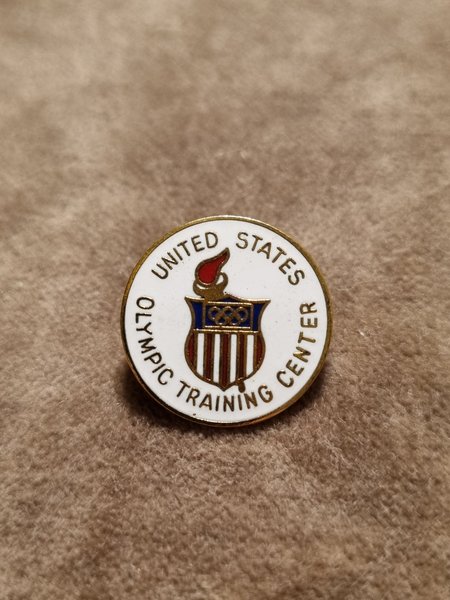 UNITED STATES
OLYMPIC TRAINING CENTER